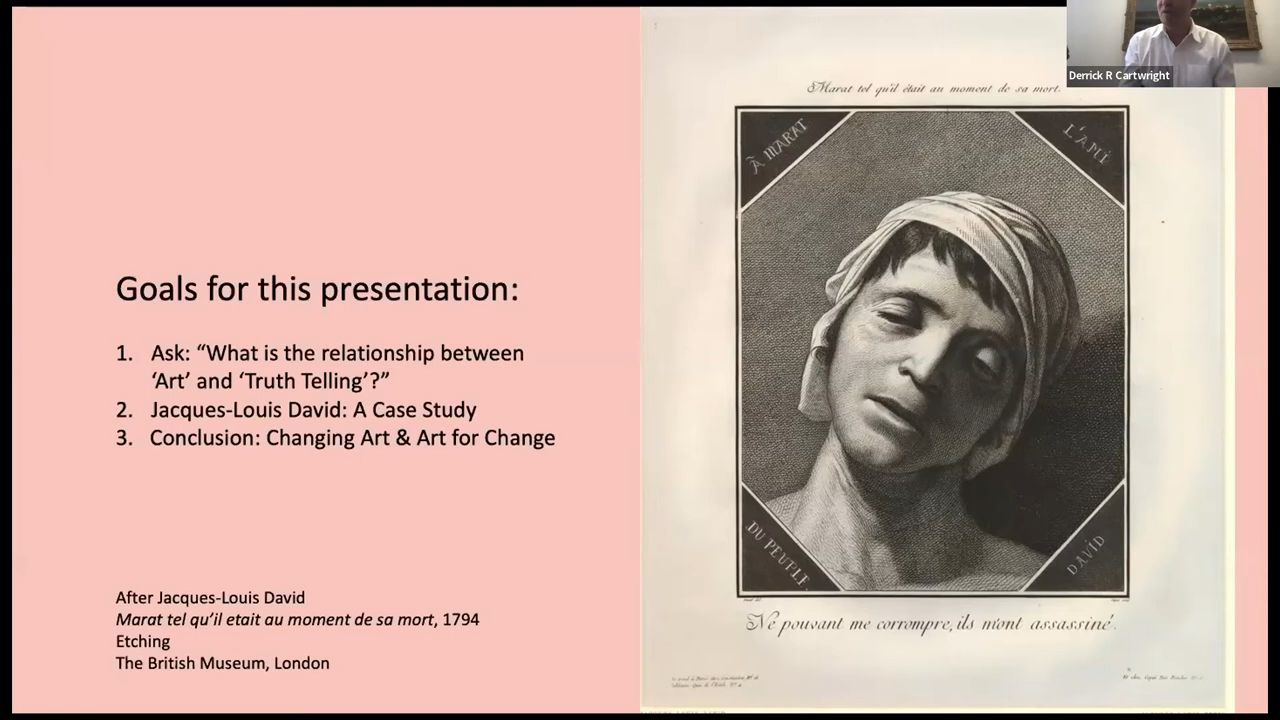 Derrick R Cartwright
Goals for this presentation:
1. Ask: “What is the relationship between
‘Art’ and ‘Truth Telling’?”
2. Jacques-Louis David: A Case Study
3. Conclusion: Changing Art & Art for Change
After Jacques-Louis David
Marat tel qu’il etait au moment de sa mort, 1794
Etching
The British Museum, London
Marat tel qu'il était au moment de sa mort.
À MARAT
L'AMI
DU PEUPLE
DAVID
Ne pouvant me corrompre, ils m'ont assassiné.